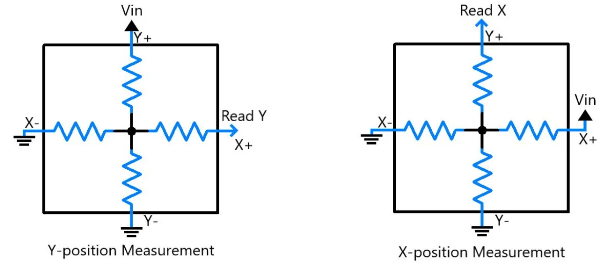 Vin
Y+
X-
Read Y
X+
Y-
Y-position Measurement
Read X
Y+
Vin
X-
X+
Y-
X-position Measurement